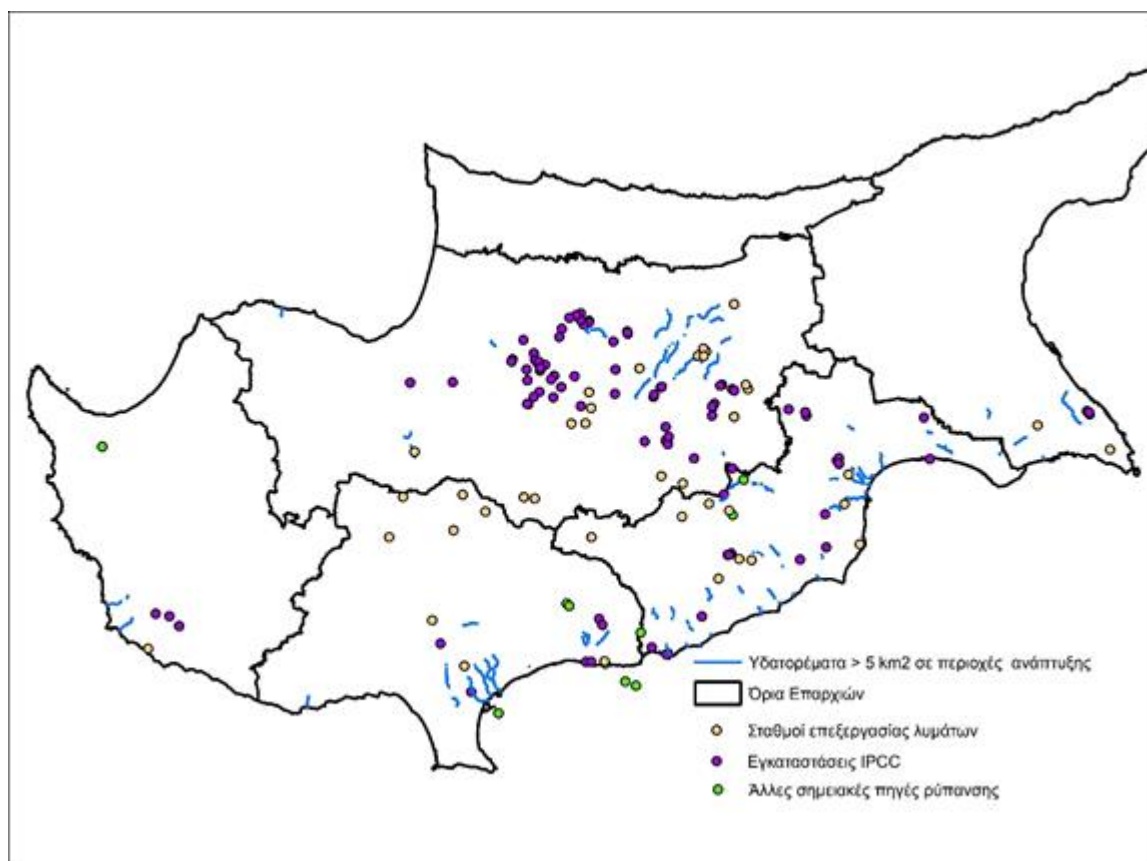 Υδατορέματα > 5 km2 σε περιοχές ανάπτυξης
Όρια Επαρχιών
Σταθμοί επεξεργασίας λυμάτων
Εγκαταστάσεις IPCC
Άλλες σημειακές πηγές ρύπανσης